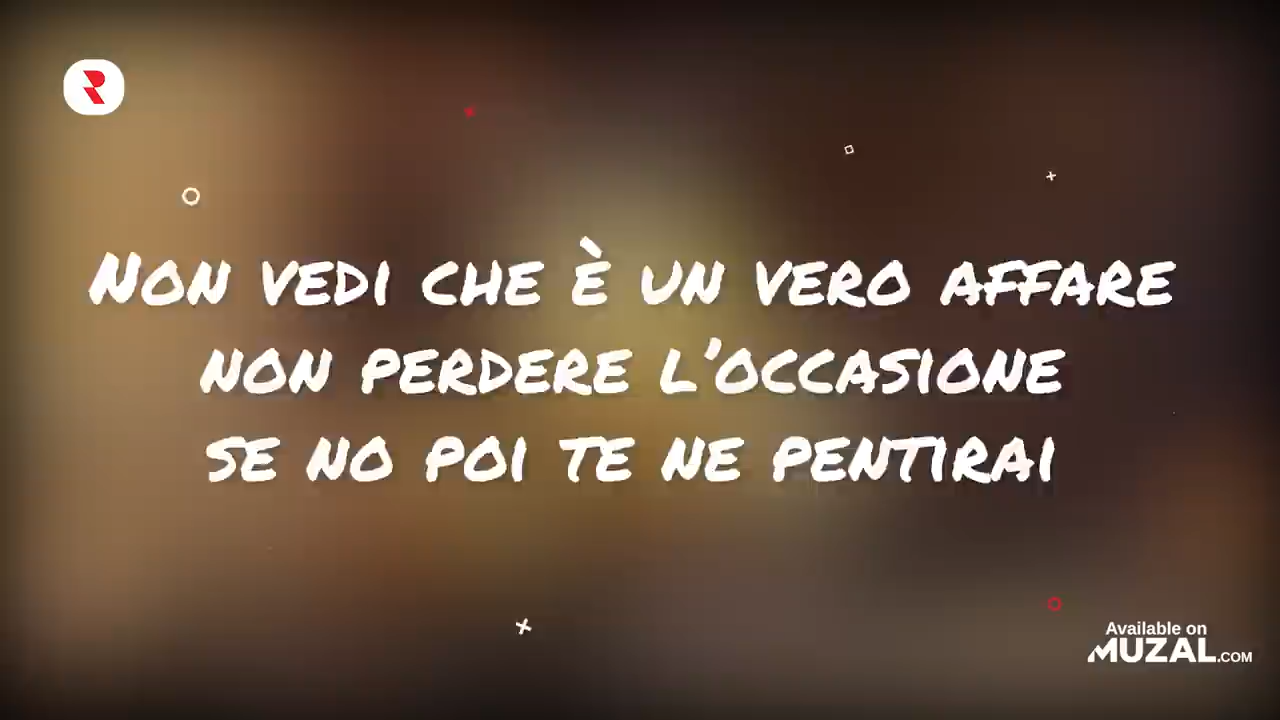 Non vedi che è un vero affare
non perdere l'occasione
se no poi te ne pentirai
Available on
MUZAL.COM